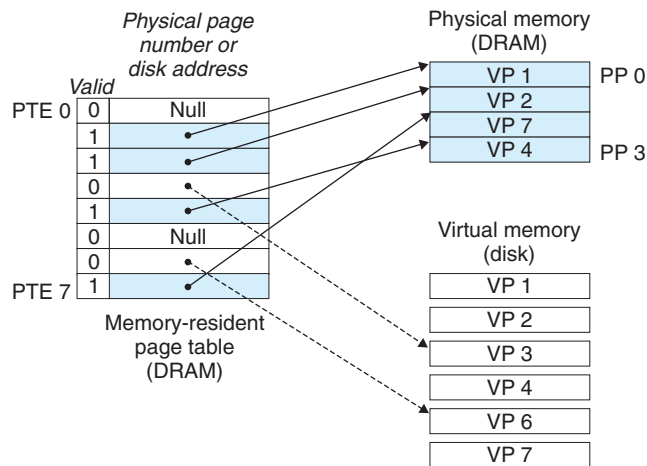 Physical page
number or
disk address
Valid
PTE 0 0 Null
1
1
0
1
0 Null
0
PTE 7 1
Memory-resident
page table
(DRAM)
Physical memory
(DRAM)
VP 1 PP 0
VP 2
VP 7
VP 4 PP 3
Virtual memory
(disk)
VP 1
VP 2
VP 3
VP 4
VP 6
VP 7